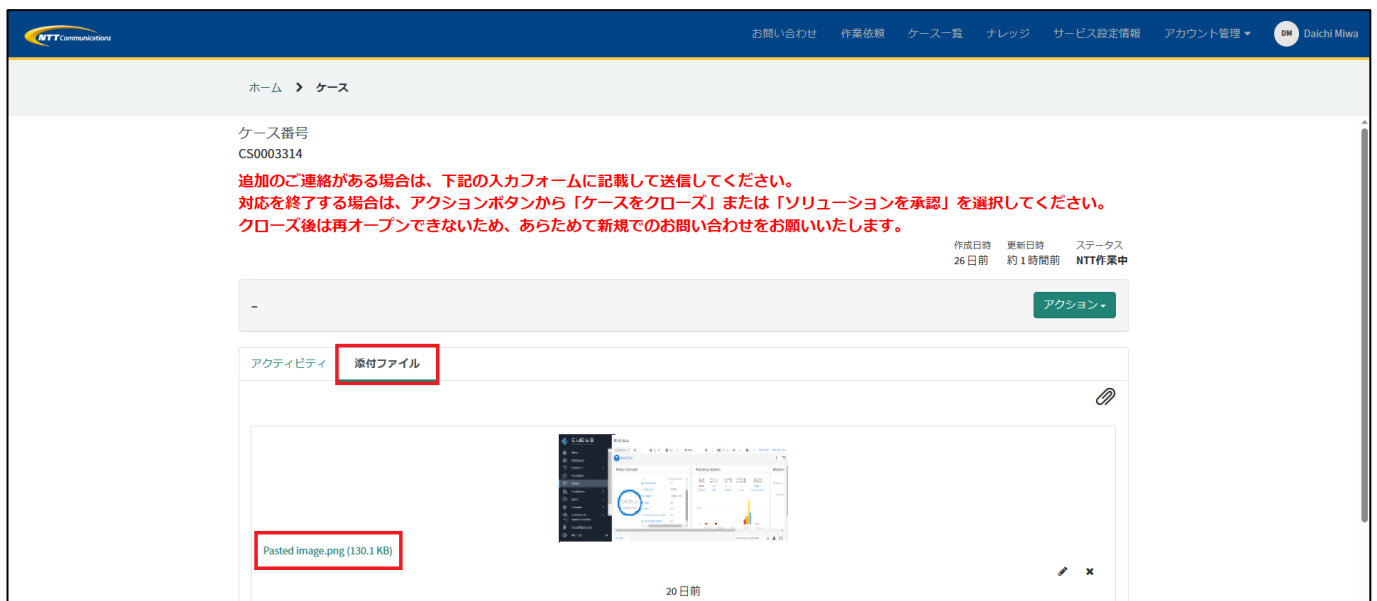 NTT Communications
お問い合わせ 作業依頼 ケース一覧 ナレッジ サービス設定情報 アカウント管理 DM Daichi Miwa
ホーム > ケース
ケース番号
CS0003314
追加のご連絡がある場合は、下記の入力フォームに記載して送信してください。
対応を終了する場合は、アクションボタンから「ケースをクローズ」または「ソリューションを承認」を選択してください。
クローズ後は再オープンできないため、あらためて新規でのお問い合わせをお願いいたします。
作成日時 更新日時 ステータス
26日前 約1時間前 NTT作業中
-
アクション
アクティビティ 添付ファイル
Pasted image.png (130.1 KB)
20日前